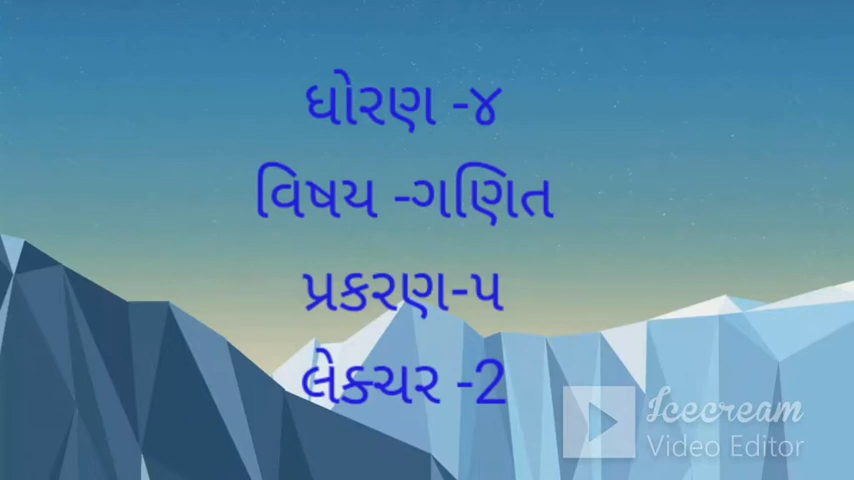 ધોરણ -૪
વિષય -ગણિત
પ્રકરણ-૫
લેક્ચર -2
Icecream
Video Editor